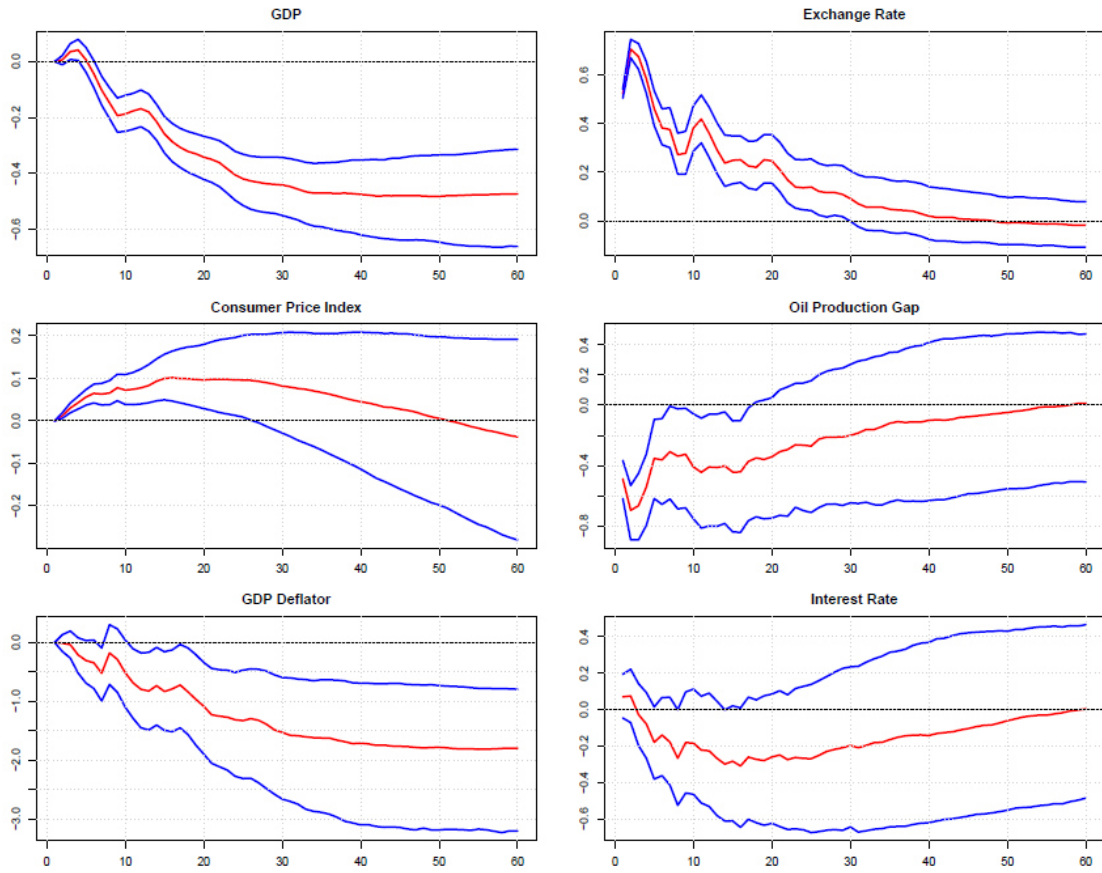 GDP
0.0
−0.2
−0.4
−0.6
0 10 20 30 40 50 60
Exchange Rate
0.6
0.4
0.2
0.0
0 10 20 30 40 50 60
Consumer Price Index
0.2
0.1
0.0
−0.1
−0.2
0 10 20 30 40 50 60
Oil Production Gap
0.4
0.2
0.0
−0.4
−0.8
0 10 20 30 40 50 60
GDP Deflator
0.0
−1.0
−2.0
−3.0
0 10 20 30 40 50 60
Interest Rate
0.4
0.2
0.0
−0.2
−0.4
−0.6
0 10 20 30 40 50 60